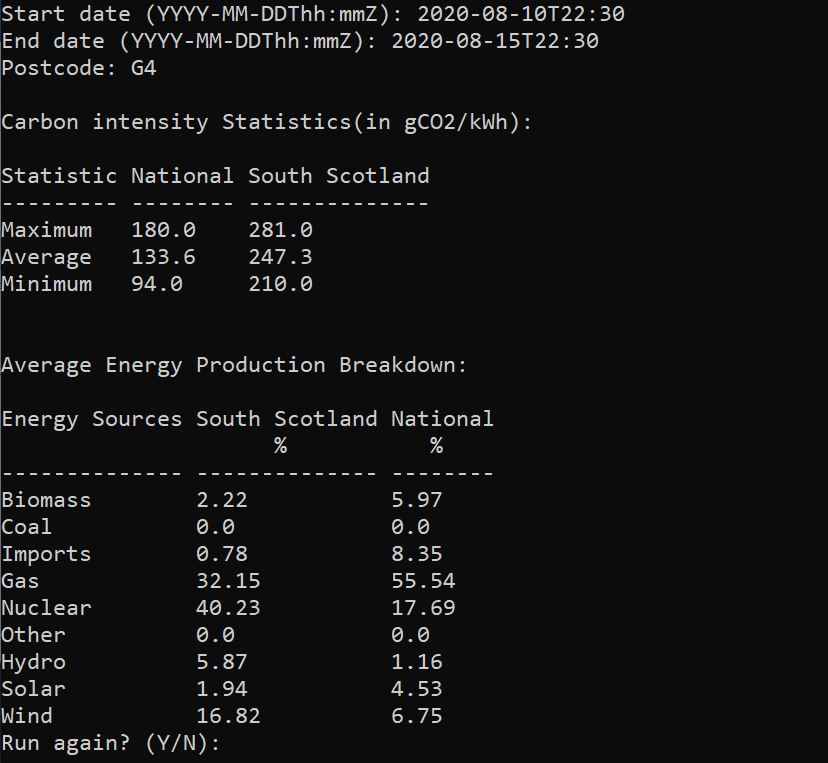 Start date (YYYY-MM-DDThh:mmZ): 2020-08-10T22:30
End date (YYYY-MM-DDThh:mmZ): 2020-08-15T22:30
Postcode: G4
Carbon intensity Statistics(in gCO2/kWh):
Statistic National South Scotland
--------- -------- --------------
Maximum   180.0    281.0
Average   133.6    247.3
Minimum   94.0     210.0
Average Energy Production Breakdown:
Energy Sources South Scotland National
                     %           %
-------------- -------------- --------
Biomass        2.22           5.97
Coal           0.0            0.0
Imports        0.78           8.35
Gas            32.15          55.54
Nuclear        40.23          17.69
Other          0.0            0.0
Hydro          5.87           1.16
Solar          1.94           4.53
Wind           16.82          6.75
Run again? (Y/N):